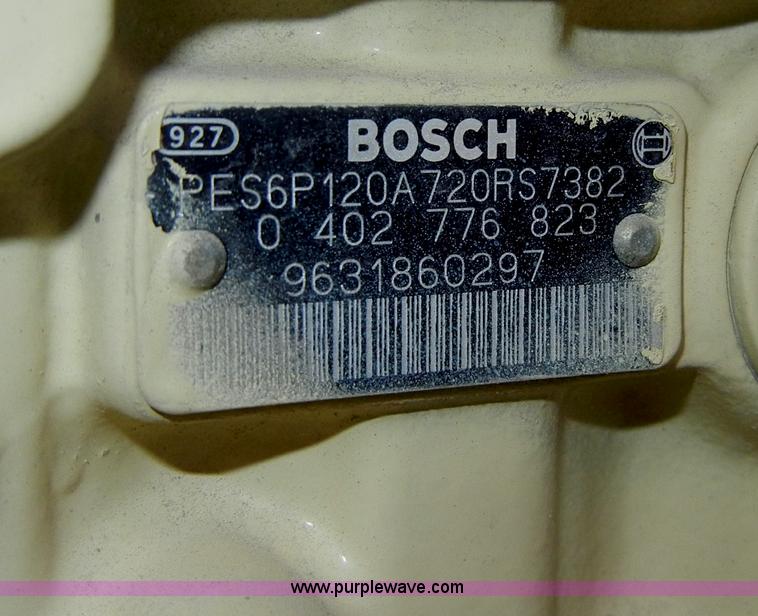 927 BOSCH
PES6P120A720RS7382
0 402 776 823
9631860297
www.purplewave.com